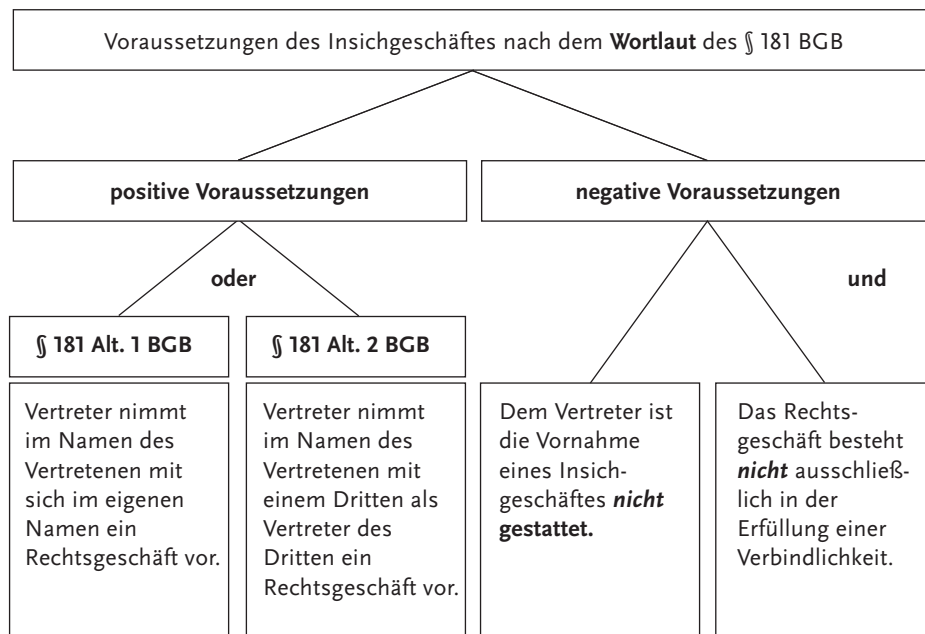 Voraussetzungen des Insichgeschäftes nach dem Wortlaut des § 181 BGB
positive Voraussetzungen
negative Voraussetzungen
oder
und
§ 181 Alt. 1 BGB
§ 181 Alt. 2 BGB
Vertreter nimmt
im Namen des
Vertretenen mit
sich im eigenen
Namen ein
Rechtsgeschäft vor.
Vertreter nimmt
im Namen des
Vertretenen mit
einem Dritten als
Vertreter des
Dritten ein
Rechtsgeschäft vor.
Dem Vertreter ist
die Vornahme
eines Insich-
geschäftes nicht
gestattet.
Das Rechts-
geschäft besteht
nicht ausschließ-
lich in der
Erfüllung einer
Verbindlichkeit.